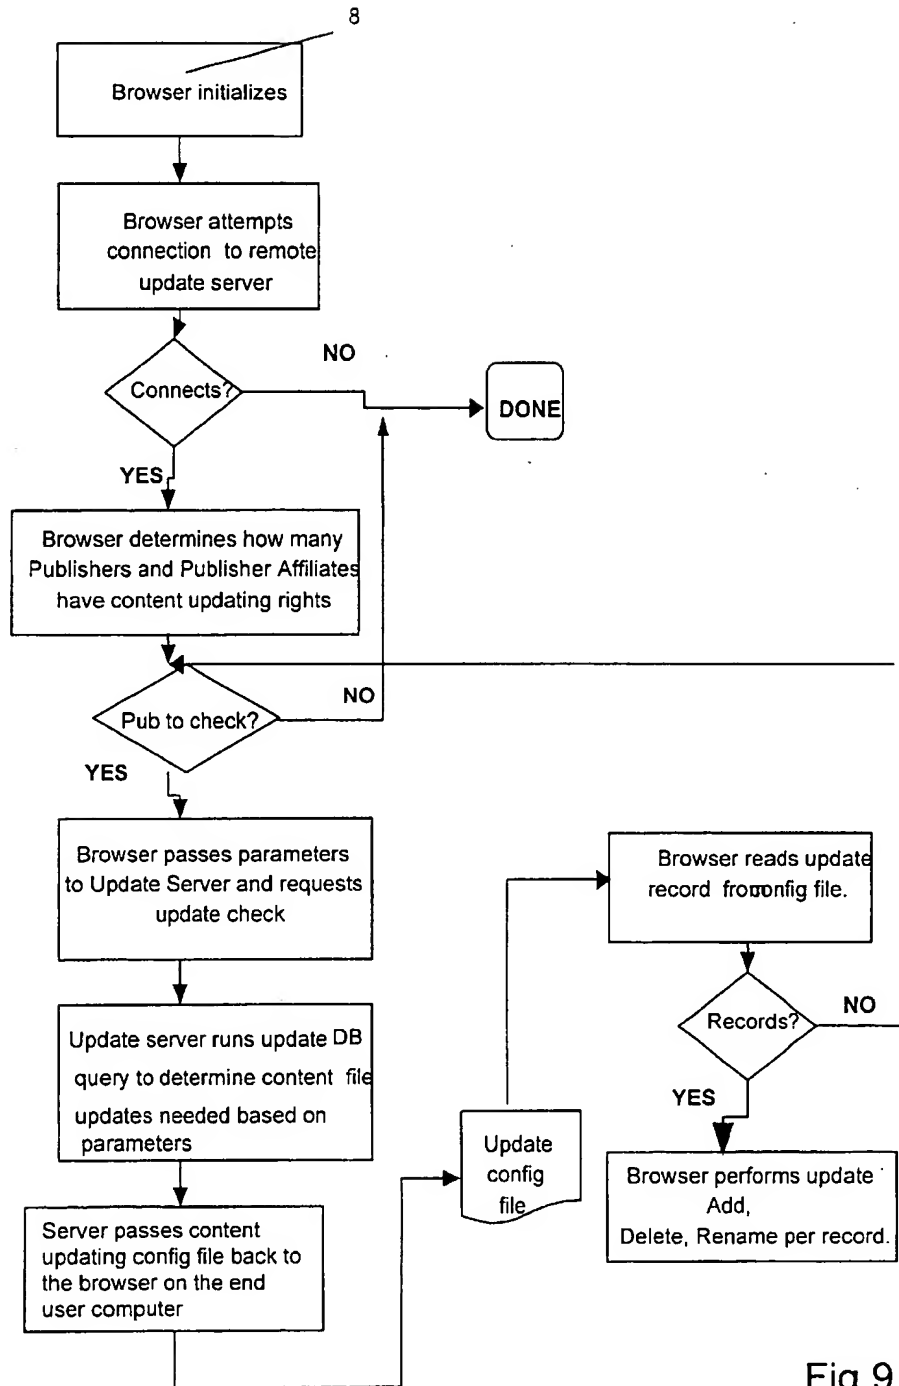 8
Browser initializes
Browser attempts
connection to remote
update server
NO
Connects?
DONE
YES
Browser determines how many
Publishers and Publisher Affiliates
have content updating rights
NO
Pub to check?
YES
Browser passes parameters
to Update Server and requests
update check
Update server runs update DB
query to determine content file
updates needed based on
parameters
Server passes content
updating config file back to
the browser on the end
user computer
Update
config
file
Browser reads update
record from config file.
Records?
NO
YES
Browser performs update
Add,
Delete, Rename per record.
Fig 9